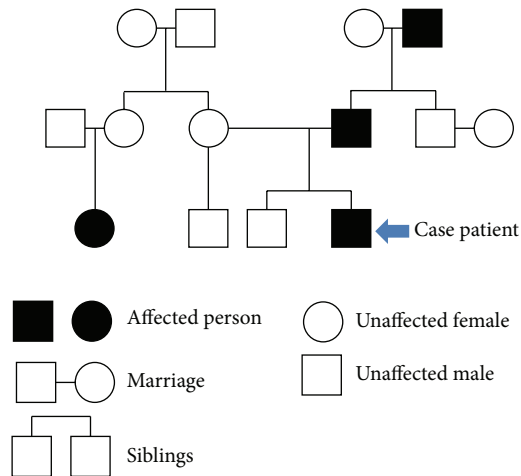 Case patient
Affected person
Unaffected female
Marriage
Unaffected male
Siblings